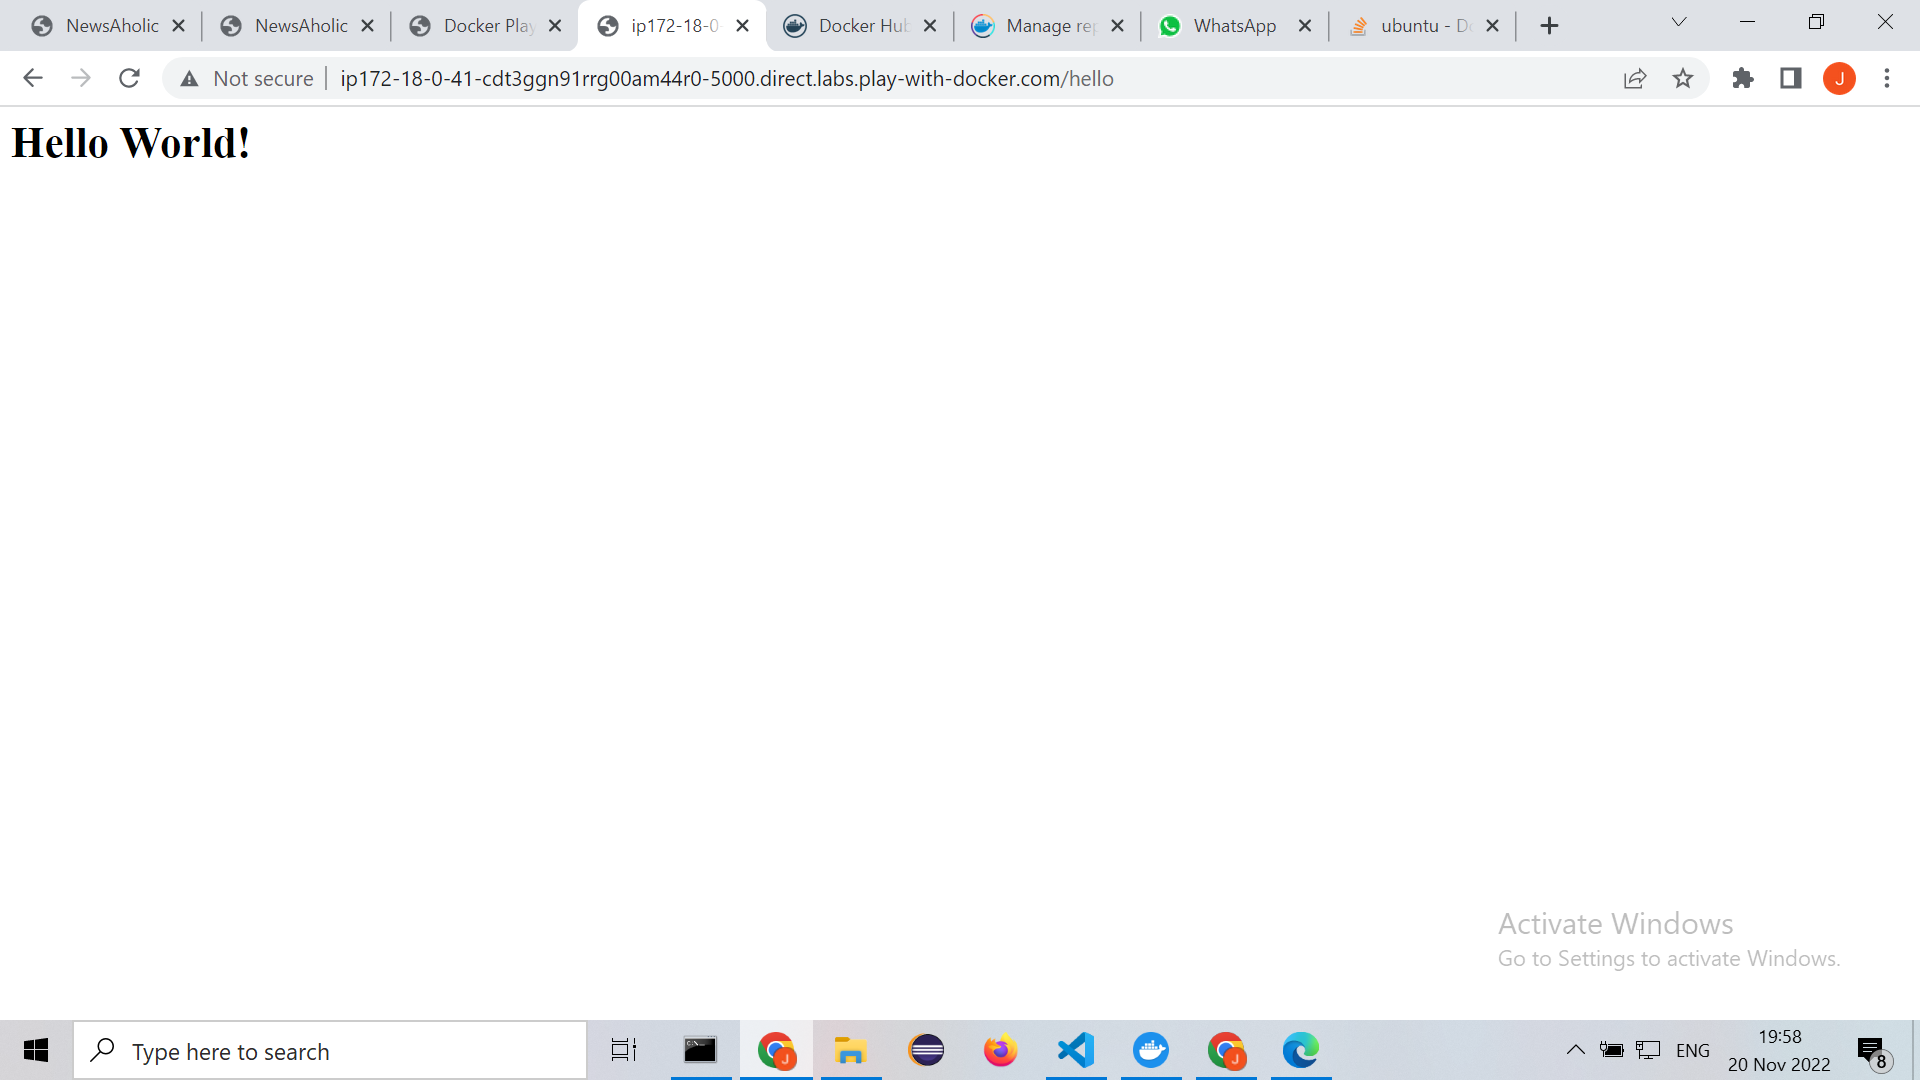 NewsAholic
NewsAholic
Docker Play
ip172-18-0-
Docker Hub
Manage rep
WhatsApp
ubuntu - Do
Not secure
ip172-18-0-41-cdt3ggn91rrg00am44r0-5000.direct.labs.play-with-docker.com/hello
J
Hello World!
Activate Windows
Go to Settings to activate Windows.
Type here to search
C:\_
J
J
ENG
19:58
20 Nov 2022
8